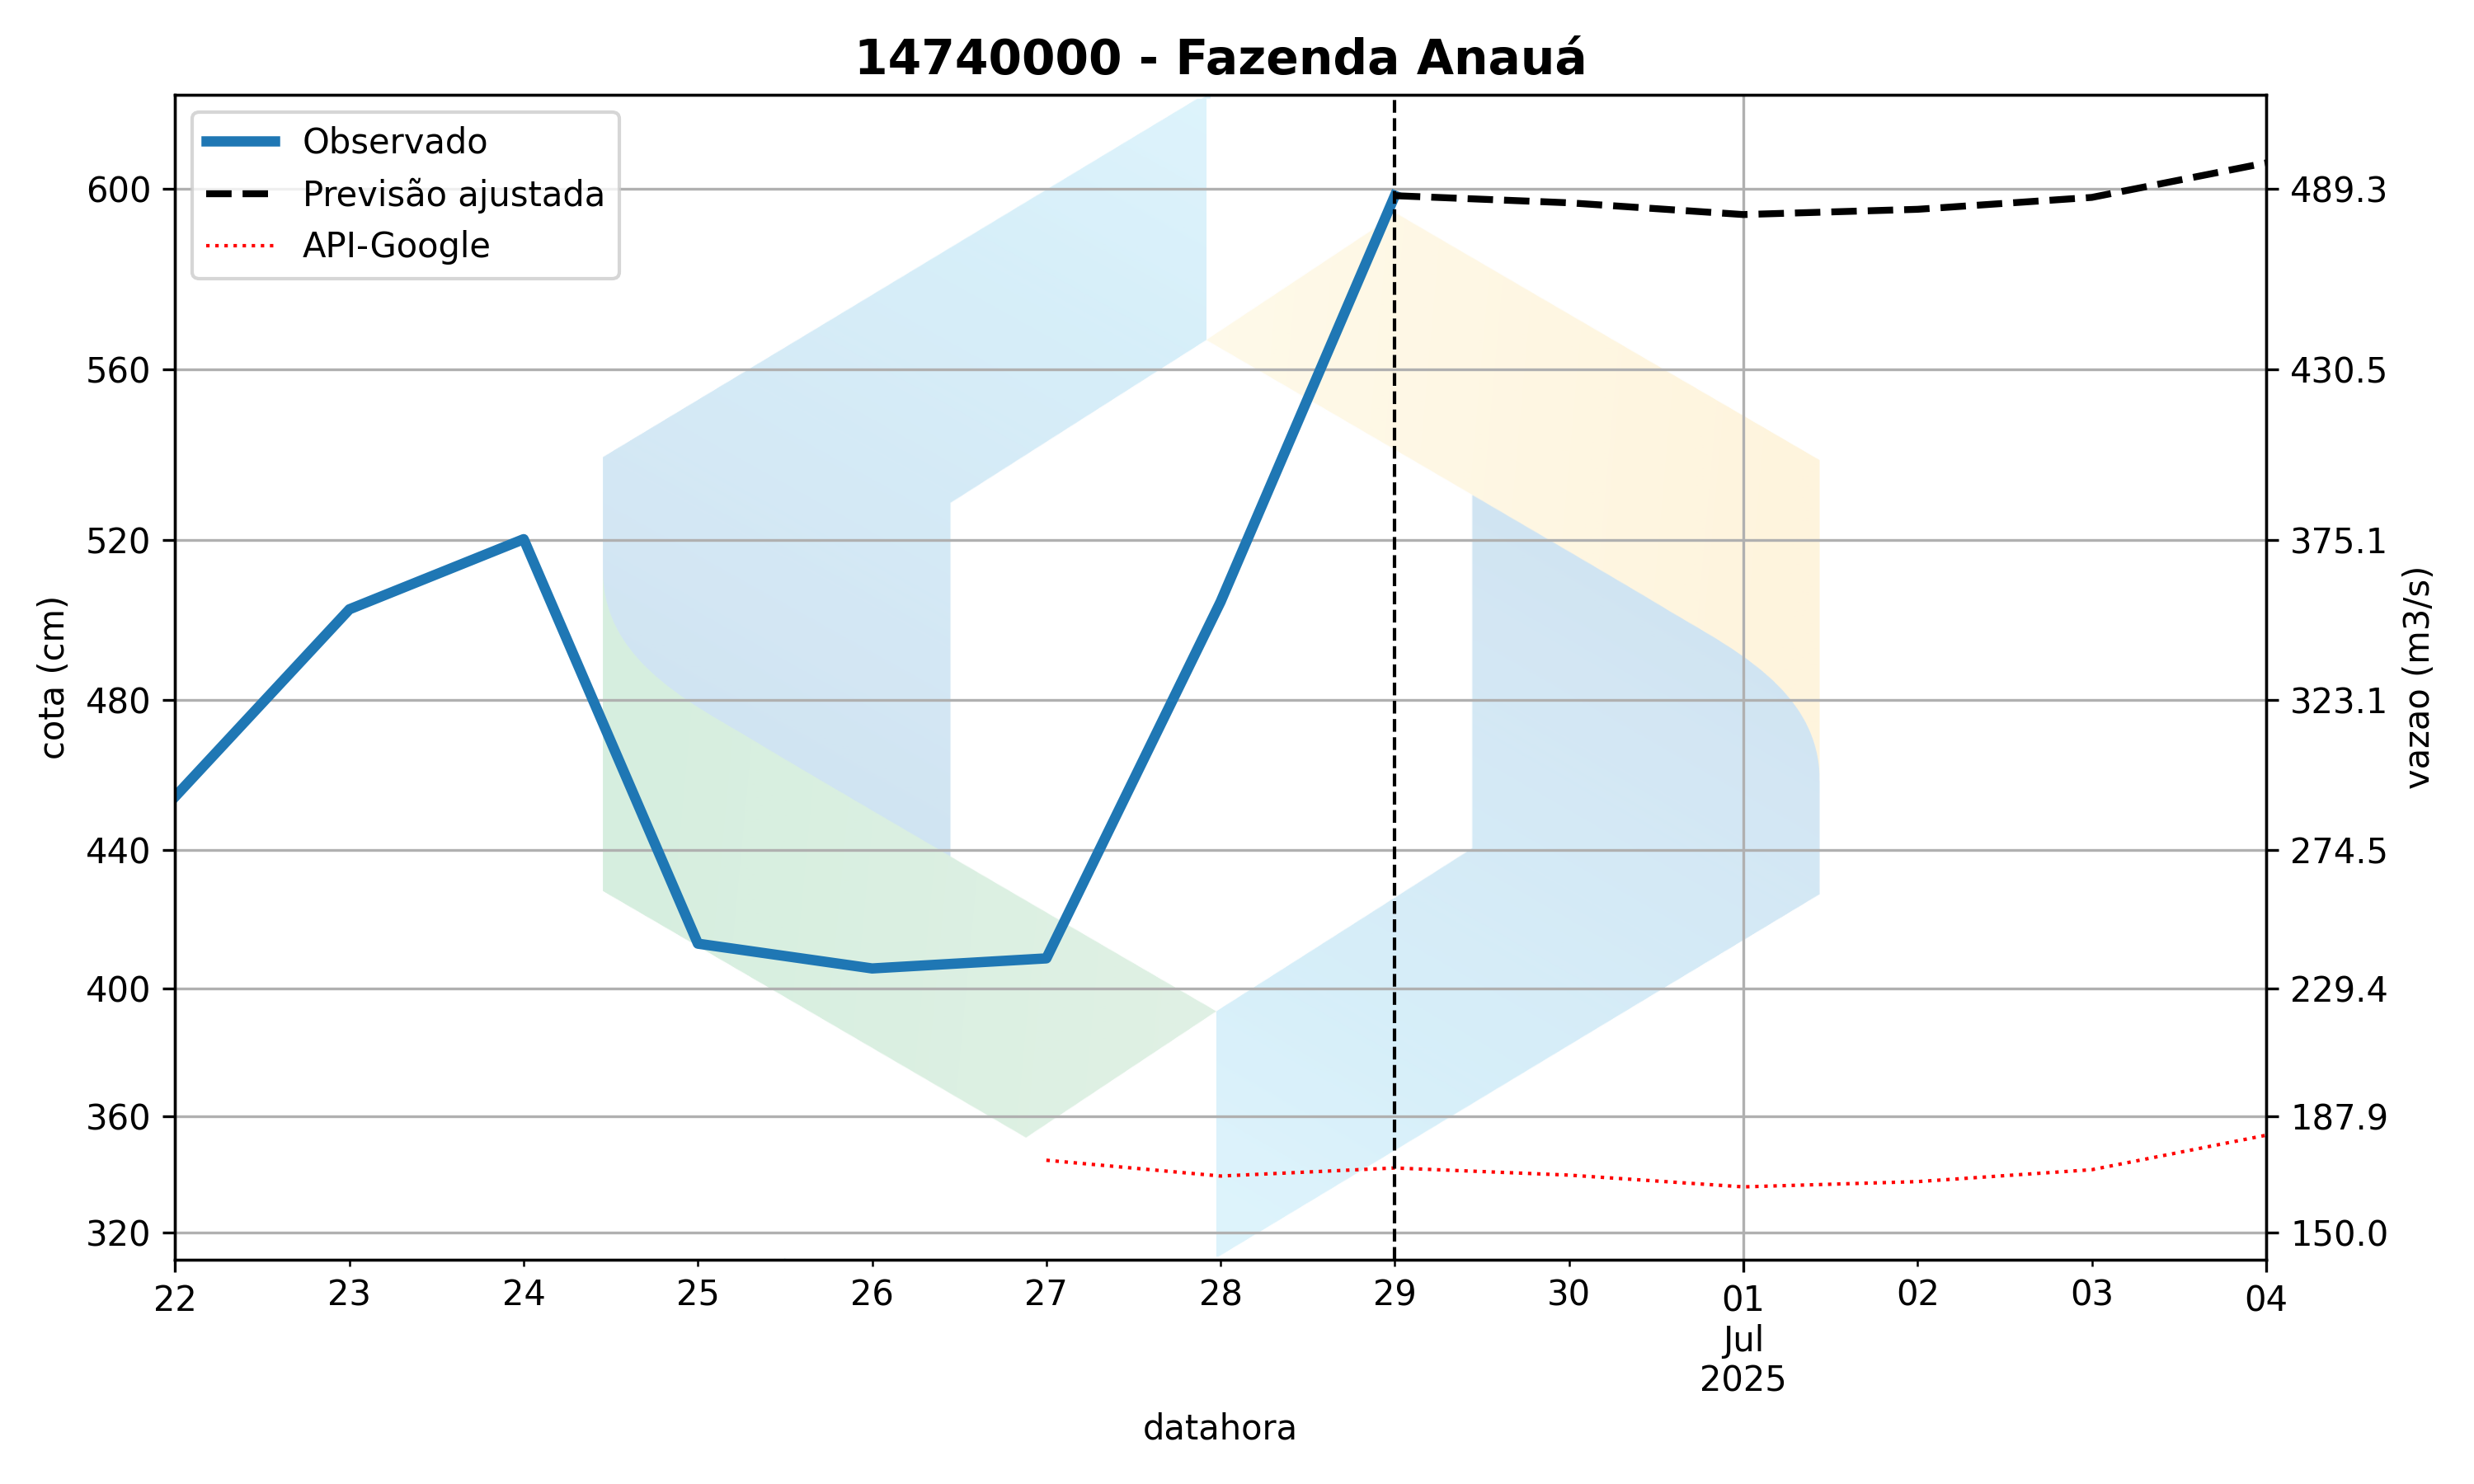 14740000 - Fazenda Anauá
Observado
Previsão ajustada
API-Google
600
560
520
480
440
400
360
320
cota (cm)
489.3
430.5
375.1
323.1
274.5
229.4
187.9
150.0
vazao (m3/s)
22 23 24 25 26 27 28 29 30 01 02 03 04
Jul
2025
datahora